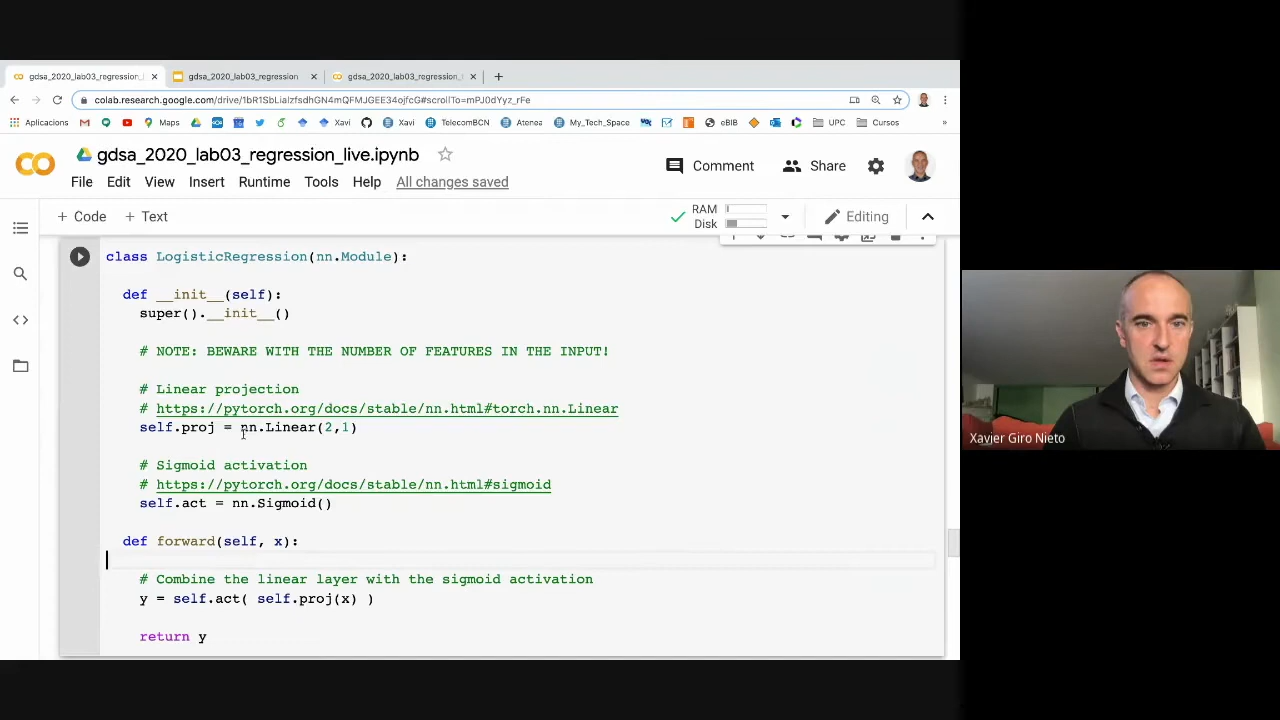 gdsa_2020_lab03_regression_l
gdsa_2020_lab03_regression
gdsa_2020_lab03_regression_
colab.research.google.com/drive/1bR1SbLialzfsdhGN4mQFMJGEE34ojfcG#scrollTo=mPJ0dYyz_rFe
Aplicacions
Maps
Xavi
Xavi
TelecomBCN
Atenea
My_Tech_Space
eBIB
UPC
Cursos
gdsa_2020_lab03_regression_live.ipynb
Comment
Share
File Edit View Insert Runtime Tools Help All changes saved
+ Code + Text
RAM
Disk
Editing
class LogisticRegression(nn.Module):
def __init__(self):
super().__init__()
# NOTE: BEWARE WITH THE NUMBER OF FEATURES IN THE INPUT!
# Linear projection
# https://pytorch.org/docs/stable/nn.html#torch.nn.Linear
self.proj = nn.Linear(2,1)
# Sigmoid activation
# https://pytorch.org/docs/stable/nn.html#sigmoid
self.act = nn.Sigmoid()
def forward(self, x):
# Combine the linear layer with the sigmoid activation
y = self.act( self.proj(x) )
return y
Xavier Giro Nieto